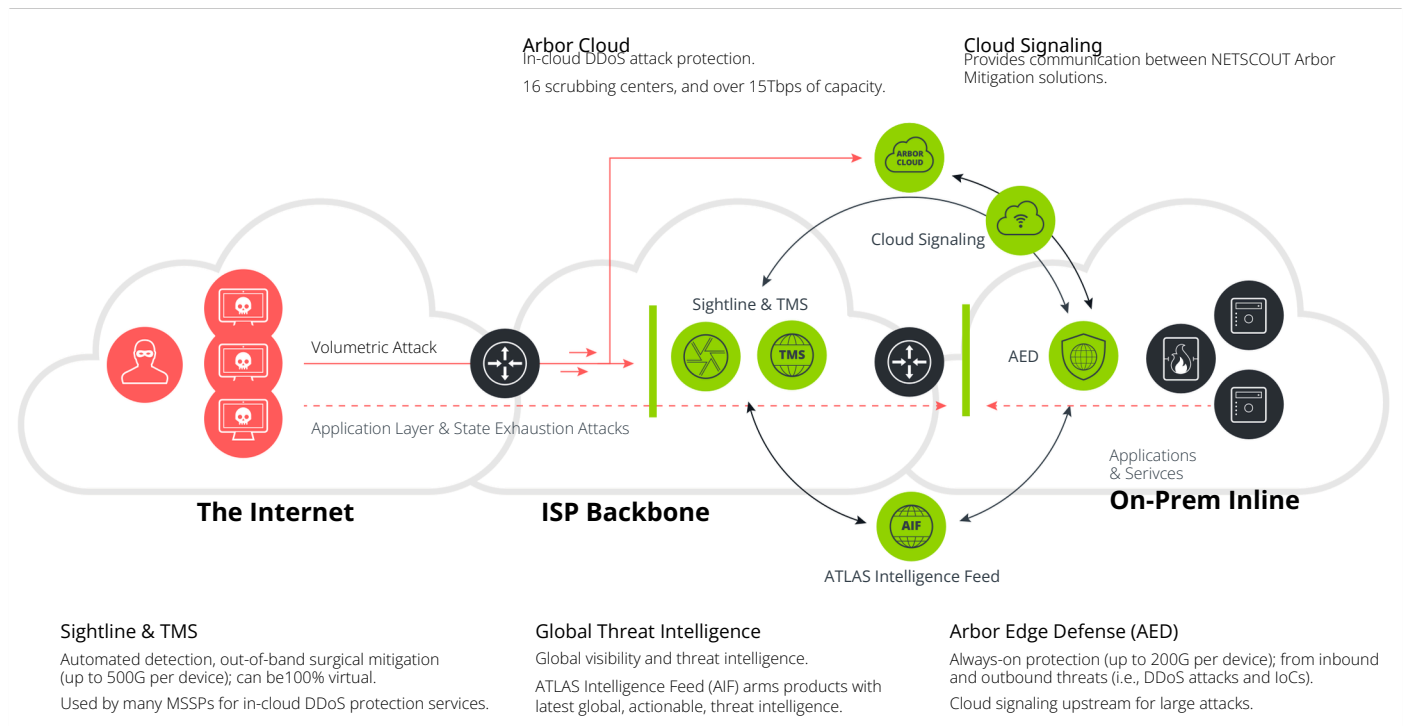 Arbor Cloud
In-cloud DDoS attack protection.
16 scrubbing centers, and over 15Tbps of capacity.
Cloud Signaling
Provides communication between NETSCOUT Arbor
Mitigation solutions.
ARBOR
CLOUD
Cloud Signaling
Sightline & TMS
Volumetric Attack
TMS
AED
Application Layer & State Exhaustion Attacks
Applications
& Serivces
The Internet
ISP Backbone
On-Prem Inline
AIF
ATLAS Intelligence Feed
Sightline & TMS
Automated detection, out-of-band surgical mitigation
(up to 500G per device); can be100% virtual.
Used by many MSSPs for in-cloud DDoS protection services.
Global Threat Intelligence
Global visibility and threat intelligence.
ATLAS Intelligence Feed (AIF) arms products with
latest global, actionable, threat intelligence.
Arbor Edge Defense (AED)
Always-on protection (up to 200G per device); from inbound
and outbound threats (i.e., DDoS attacks and IoCs).
Cloud signaling upstream for large attacks.